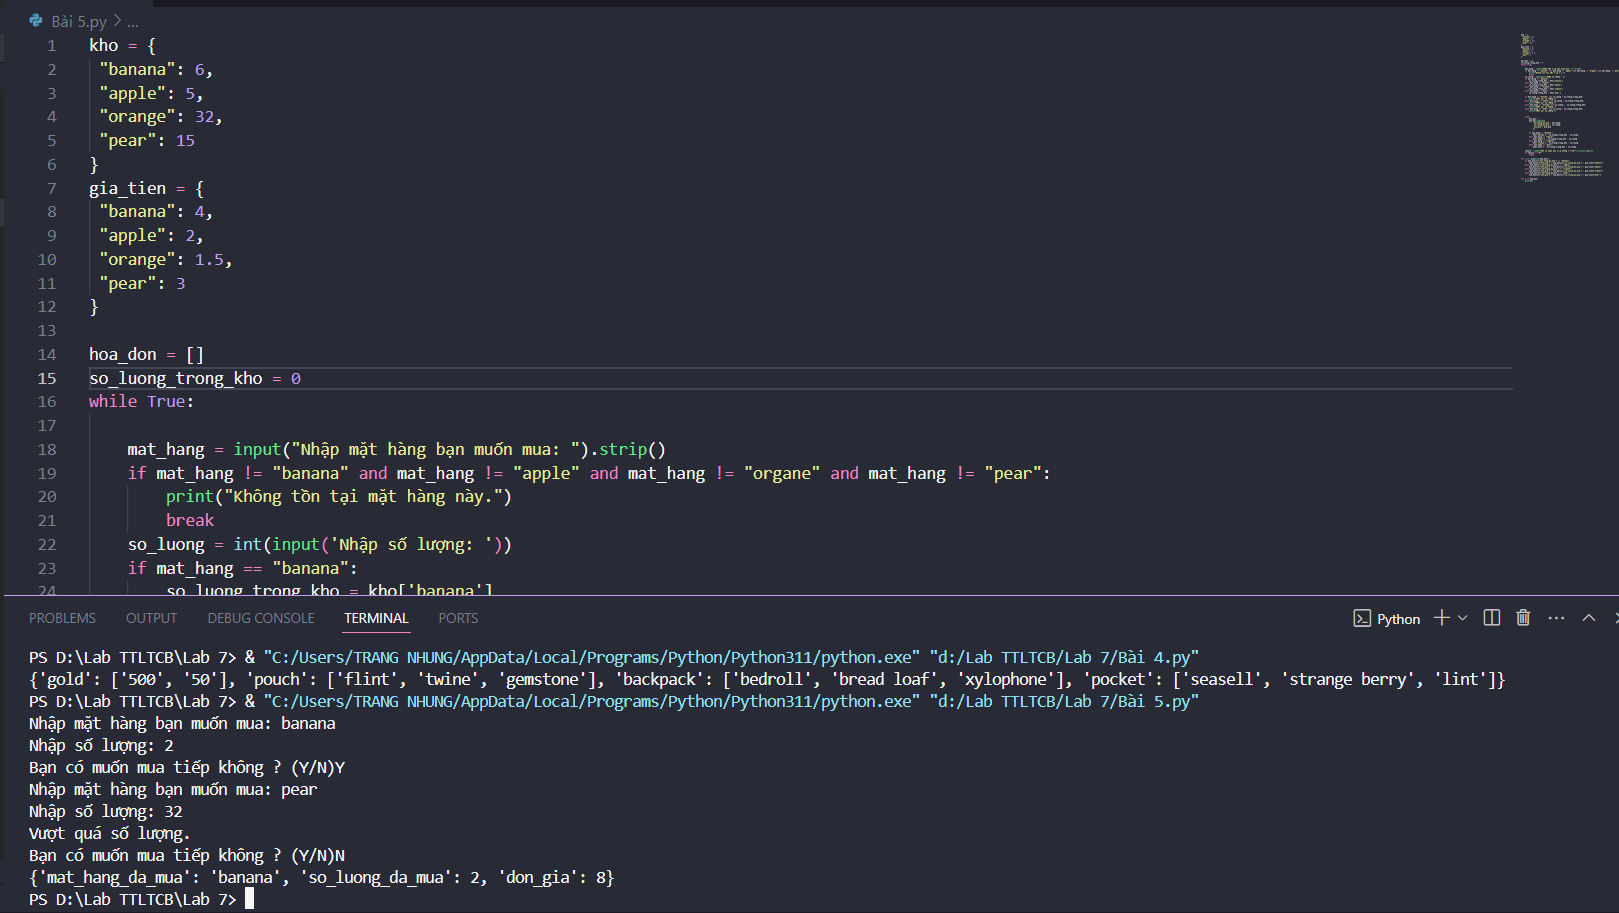 Bài 5.py > ...
1 kho = {
2 "banana": 6,
3 "apple": 5,
4 "orange": 32,
5 "pear": 15
6 }
7 gia_tien = {
8 "banana": 4,
9 "apple": 2,
10 "orange": 1.5,
11 "pear": 3
12 }
13
14 hoa_don = []
15 so_luong_trong_kho = 0
16 while True:
17
18 mat_hang = input("Nhập mặt hàng bạn muốn mua: ").strip()
19 if mat_hang != "banana" and mat_hang != "apple" and mat_hang != "organe" and mat_hang != "pear":
20 print("Không tồn tại mặt hàng này.")
21 break
22 so_luong = int(input('Nhập số lượng: '))
23 if mat_hang == "banana":
24 so_luong_trong_kho = kho['banana']
PROBLEMS OUTPUT DEBUG CONSOLE TERMINAL PORTS Python
PS D:\Lab TTLTCB\Lab 7> & "C:/Users/TRANG NHUNG/AppData/Local/Programs/Python/Python311/python.exe" "d:/Lab TTLTCB/Lab 7/Bài 4.py"
{'gold': ['500', '50'], 'pouch': ['flint', 'twine', 'gemstone'], 'backpack': ['bedroll', 'bread loaf', 'xylophone'], 'pocket': ['seasell', 'strange berry', 'lint']}
PS D:\Lab TTLTCB\Lab 7> & "C:/Users/TRANG NHUNG/AppData/Local/Programs/Python/Python311/python.exe" "d:/Lab TTLTCB/Lab 7/Bài 5.py"
Nhập mặt hàng bạn muốn mua: banana
Nhập số lượng: 2
Bạn có muốn mua tiếp không ? (Y/N)Y
Nhập mặt hàng bạn muốn mua: pear
Nhập số lượng: 32
Vượt quá số lượng.
Bạn có muốn mua tiếp không ? (Y/N)N
{'mat_hang_da_mua': 'banana', 'so_luong_da_mua': 2, 'don_gia': 8}
PS D:\Lab TTLTCB\Lab 7>